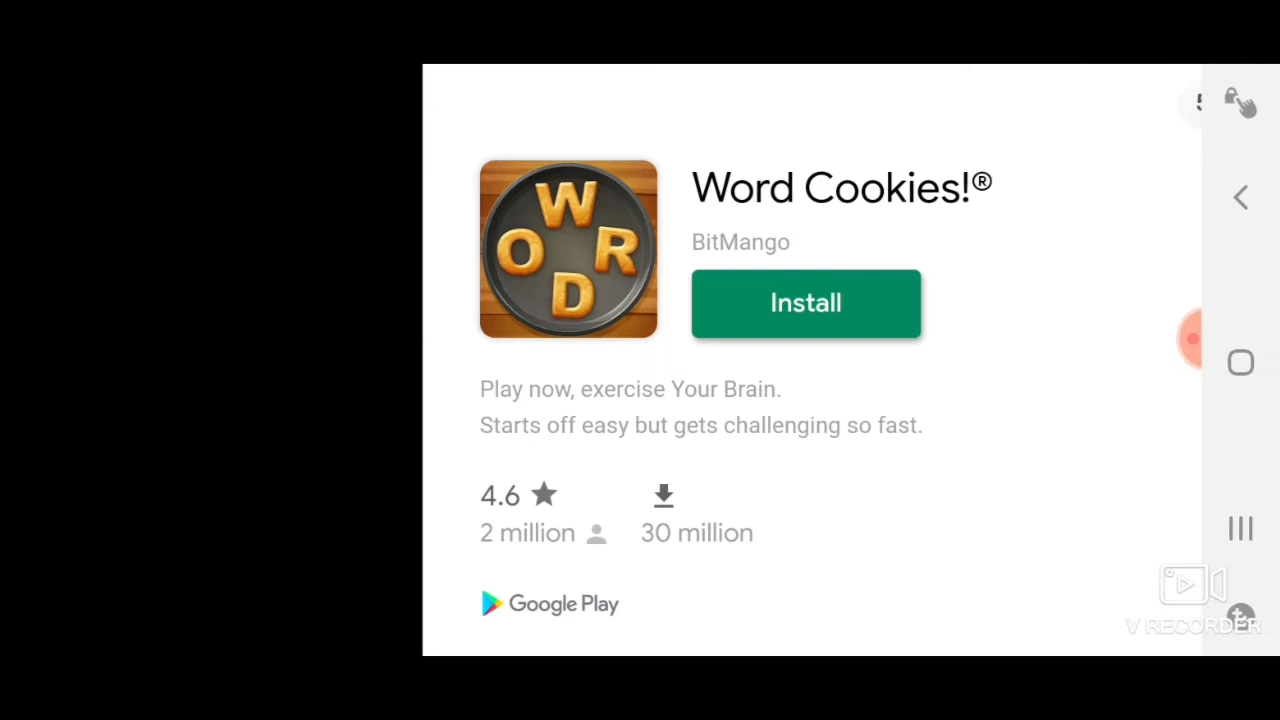 5
Word Cookies!®
W
O R
D
BitMango
Install
Play now, exercise Your Brain.
Starts off easy but gets challenging so fast.
4.6
2 million 30 million
Google Play
V RECORDER